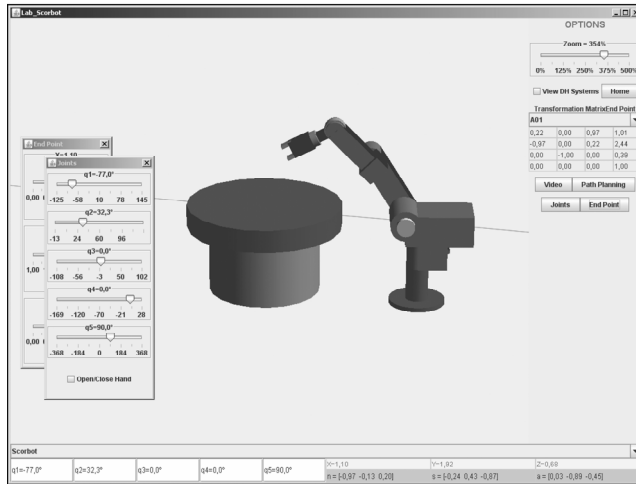 Lab_Scorbot
OPTIONS
Zoom = 354%
0% 125% 250% 375% 500%
View DH Systems Home
Transformation MatrixEnd Point
A01
0,22 0,00 0,97 1,01
-0,97 0,00 0,22 2,44
0,00 -1,00 0,00 0,39
0,00 0,00 0,00 1,00
Video Path Planning
Joints End Point
End Point
X=1,10
0,00
1,00
0,00
Joints
q1=-77,0°
-125 -58 10 78 145
q2=32,3°
-13 24 60 96
q3=0,0°
-108 -56 -3 50 102
q4=0,0°
-169 -120 -70 -21 28
q5=90,0°
-368 -184 0 184 368
Open/Close Hand
Scorbot
q1=-77,0° q2=32,3° q3=0,0° q4=0,0° q5=90,0° X=1,10 Y=1,92 Z=0,69
n = [-0,97 -0,13 0,20] s = [-0,24 0,43 -0,87] a = [0,03 -0,89 -0,45]